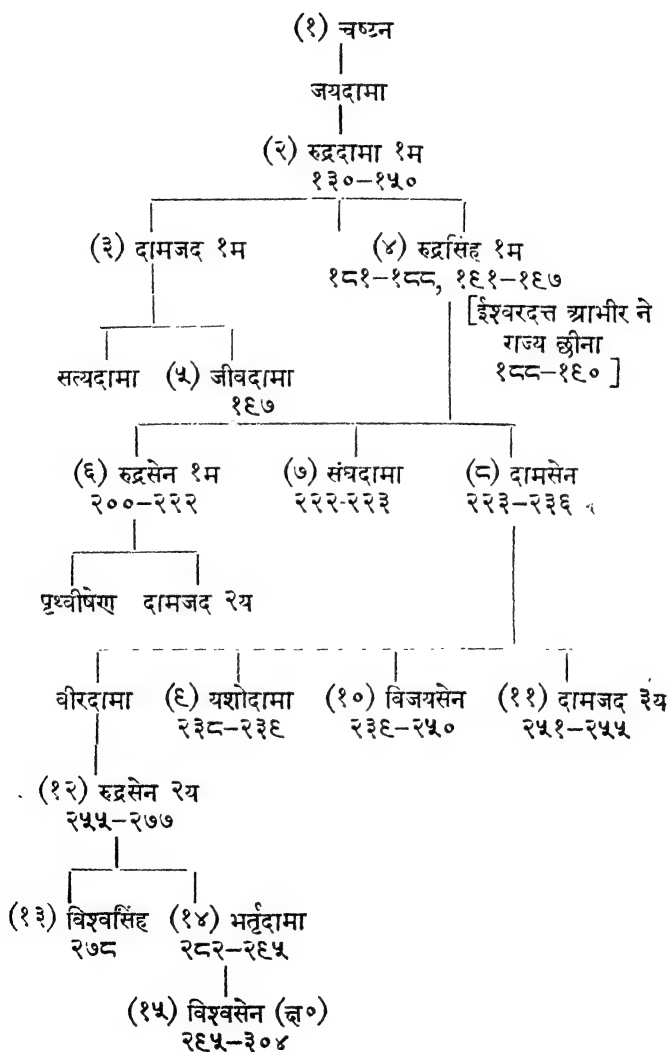 (१) चष्टन
जयदामा
(२) रुद्रदामा १म
१३०–१५०
(३) दामजद १म (४) रुद्रसिंह १म
१८१–१८८, १९१–१९७
[ईश्वरदत्त आभीर ने
राज्य छीना
१८८–१९० ]
सत्यदामा (५) जीवदामा
१९७
(६) रुद्रसेन १म (७) संघदामा (८) दामसेन
२००–२२२ २२२-२२३ २२३–२३६
पृथ्वीषेण दामजद २य
वीरदामा (९) यशोदामा (१०) विजयसेन (११) दामजद ३य
२३८–२३९ २३९-२५० २५१–२५५
(१२) रुद्रसेन २य
२५५–२७७
(१३) विश्वसिंह (१४) भर्तृदामा
२७८ २८२–२९५
(१५) विश्वसेन (क्ष०)
२९५–३०४